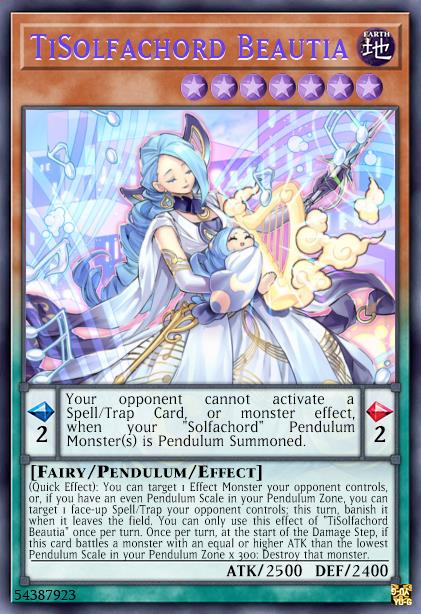 TiSolfachord Beautia
EARTH
地
Your opponent cannot activate a
Spell/Trap Card, or monster effect,
when your "Solfachord" Pendulum
Monster(s) is Pendulum Summoned.
2
2
[Fairy/Pendulum/Effect]
(Quick Effect): You can target 1 Effect Monster your opponent controls,
or, if you have an even Pendulum Scale in your Pendulum Zone, you can
target 1 face-up Spell/Trap your opponent controls; this turn, banish it
when it leaves the field. You can only use this effect of "TiSolfachord
Beautia" once per turn. Once per turn, at the start of the Damage Step, if
this card battles a monster with an equal or higher ATK than the lowest
Pendulum Scale in your Pendulum Zone x 300: Destroy that monster.
ATK/2500 DEF/2400
54387923